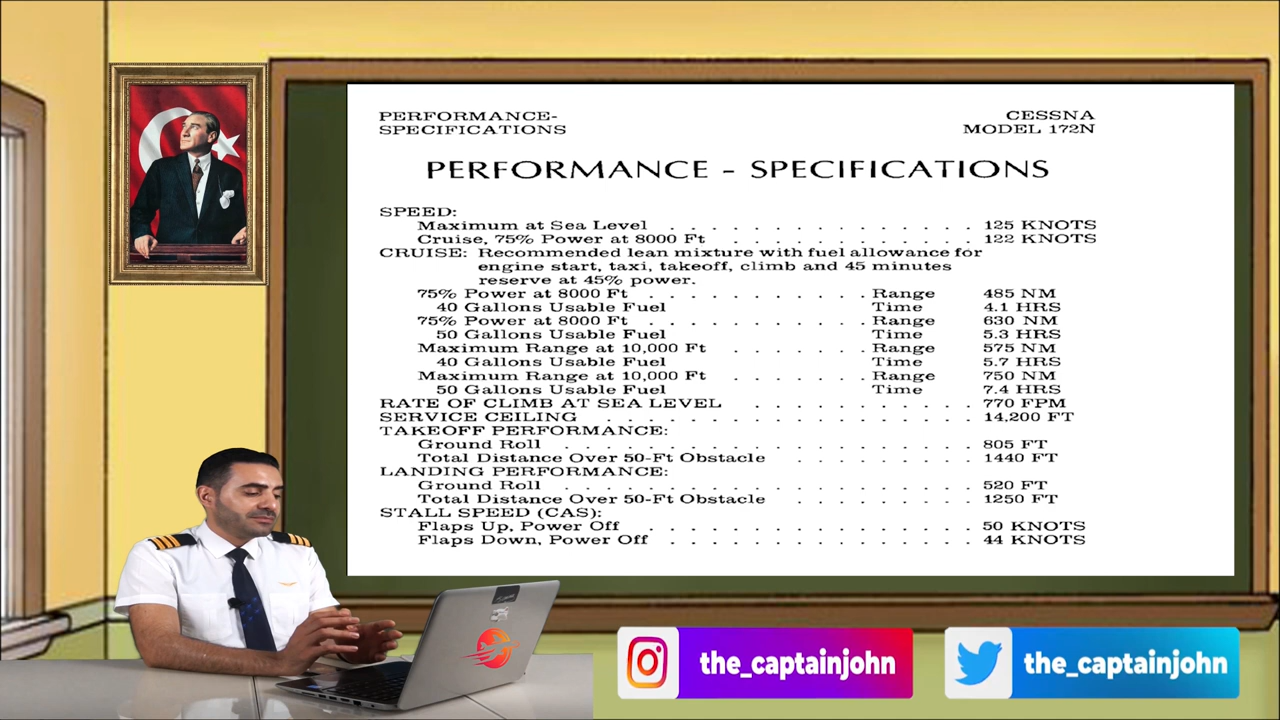 PERFORMANCE-
SPECIFICATIONS
CESSNA
MODEL 172N
PERFORMANCE - SPECIFICATIONS
SPEED:
Maximum at Sea Level . . . . . . . . . . . . . . . 125 KNOTS
Cruise, 75% Power at 8000 Ft . . . . . . . . . . . . 122 KNOTS
CRUISE: Recommended lean mixture with fuel allowance for
engine start, taxi, takeoff, climb and 45 minutes
reserve at 45% power.
75% Power at 8000 Ft . . . . . . . . . . . Range 485 NM
40 Gallons Usable Fuel Time 4.1 HRS
75% Power at 8000 Ft . . . . . . . . . . . Range 630 NM
50 Gallons Usable Fuel Time 5.3 HRS
Maximum Range at 10,000 Ft . . . . . . . Range 575 NM
40 Gallons Usable Fuel Time 5.7 HRS
Maximum Range at 10,000 Ft . . . . . . . Range 750 NM
50 Gallons Usable Fuel Time 7.4 HRS
RATE OF CLIMB AT SEA LEVEL . . . . . . . . . . . 770 FPM
SERVICE CEILING . . . . . . . . . . . . . . . . . . 14,200 FT
TAKEOFF PERFORMANCE:
Ground Roll . . . . . . . . . . . . . . . . . . . 805 FT
Total Distance Over 50-Ft Obstacle . . . . . . . . . 1440 FT
LANDING PERFORMANCE:
Ground Roll . . . . . . . . . . . . . . . . . . . 520 FT
Total Distance Over 50-Ft Obstacle . . . . . . . . . 1250 FT
STALL SPEED (CAS):
Flaps Up, Power Off . . . . . . . . . . . . . . . . 50 KNOTS
Flaps Down, Power Off . . . . . . . . . . . . . . . 44 KNOTS
the_captainjohn
the_captainjohn